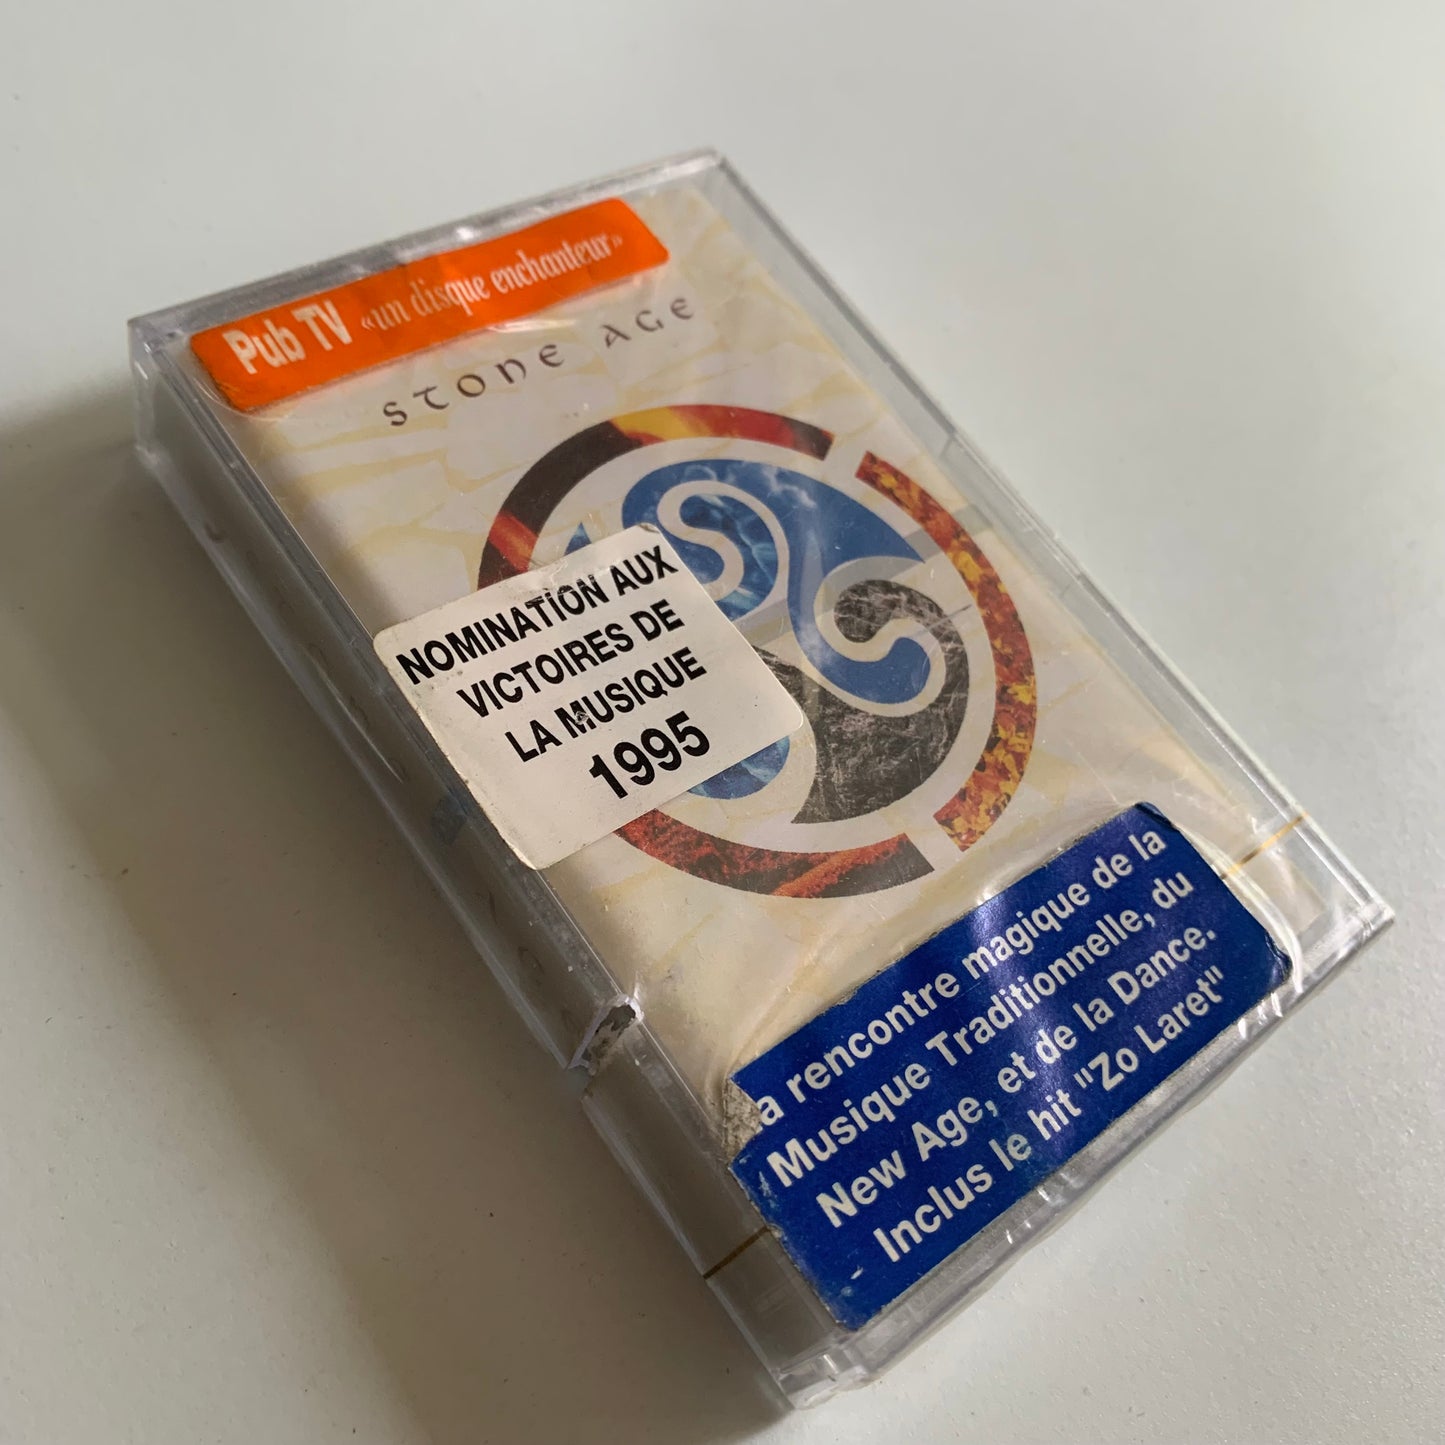 Pub TV «un disque enchanteur»
STONE AGE
NOMINATION AUX
VICTOIRES DE
LA MUSIQUE
1995
a rencontre magique de la
Musique Traditionnelle, du
New Age, et de la Dance.
- Inclus le hit "Zo Laret"